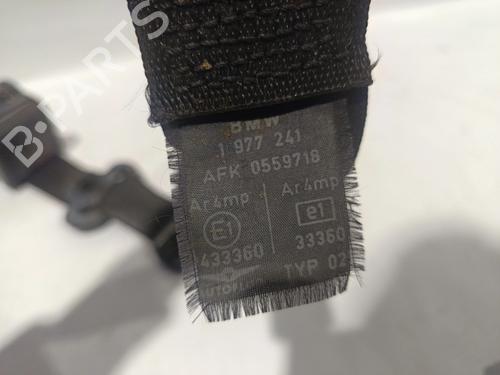 BMW
1 977 241
AFK 0559718
Ar4mp Ar4mp
E1 e1
433360 33360
TYP 02
B-PARTS